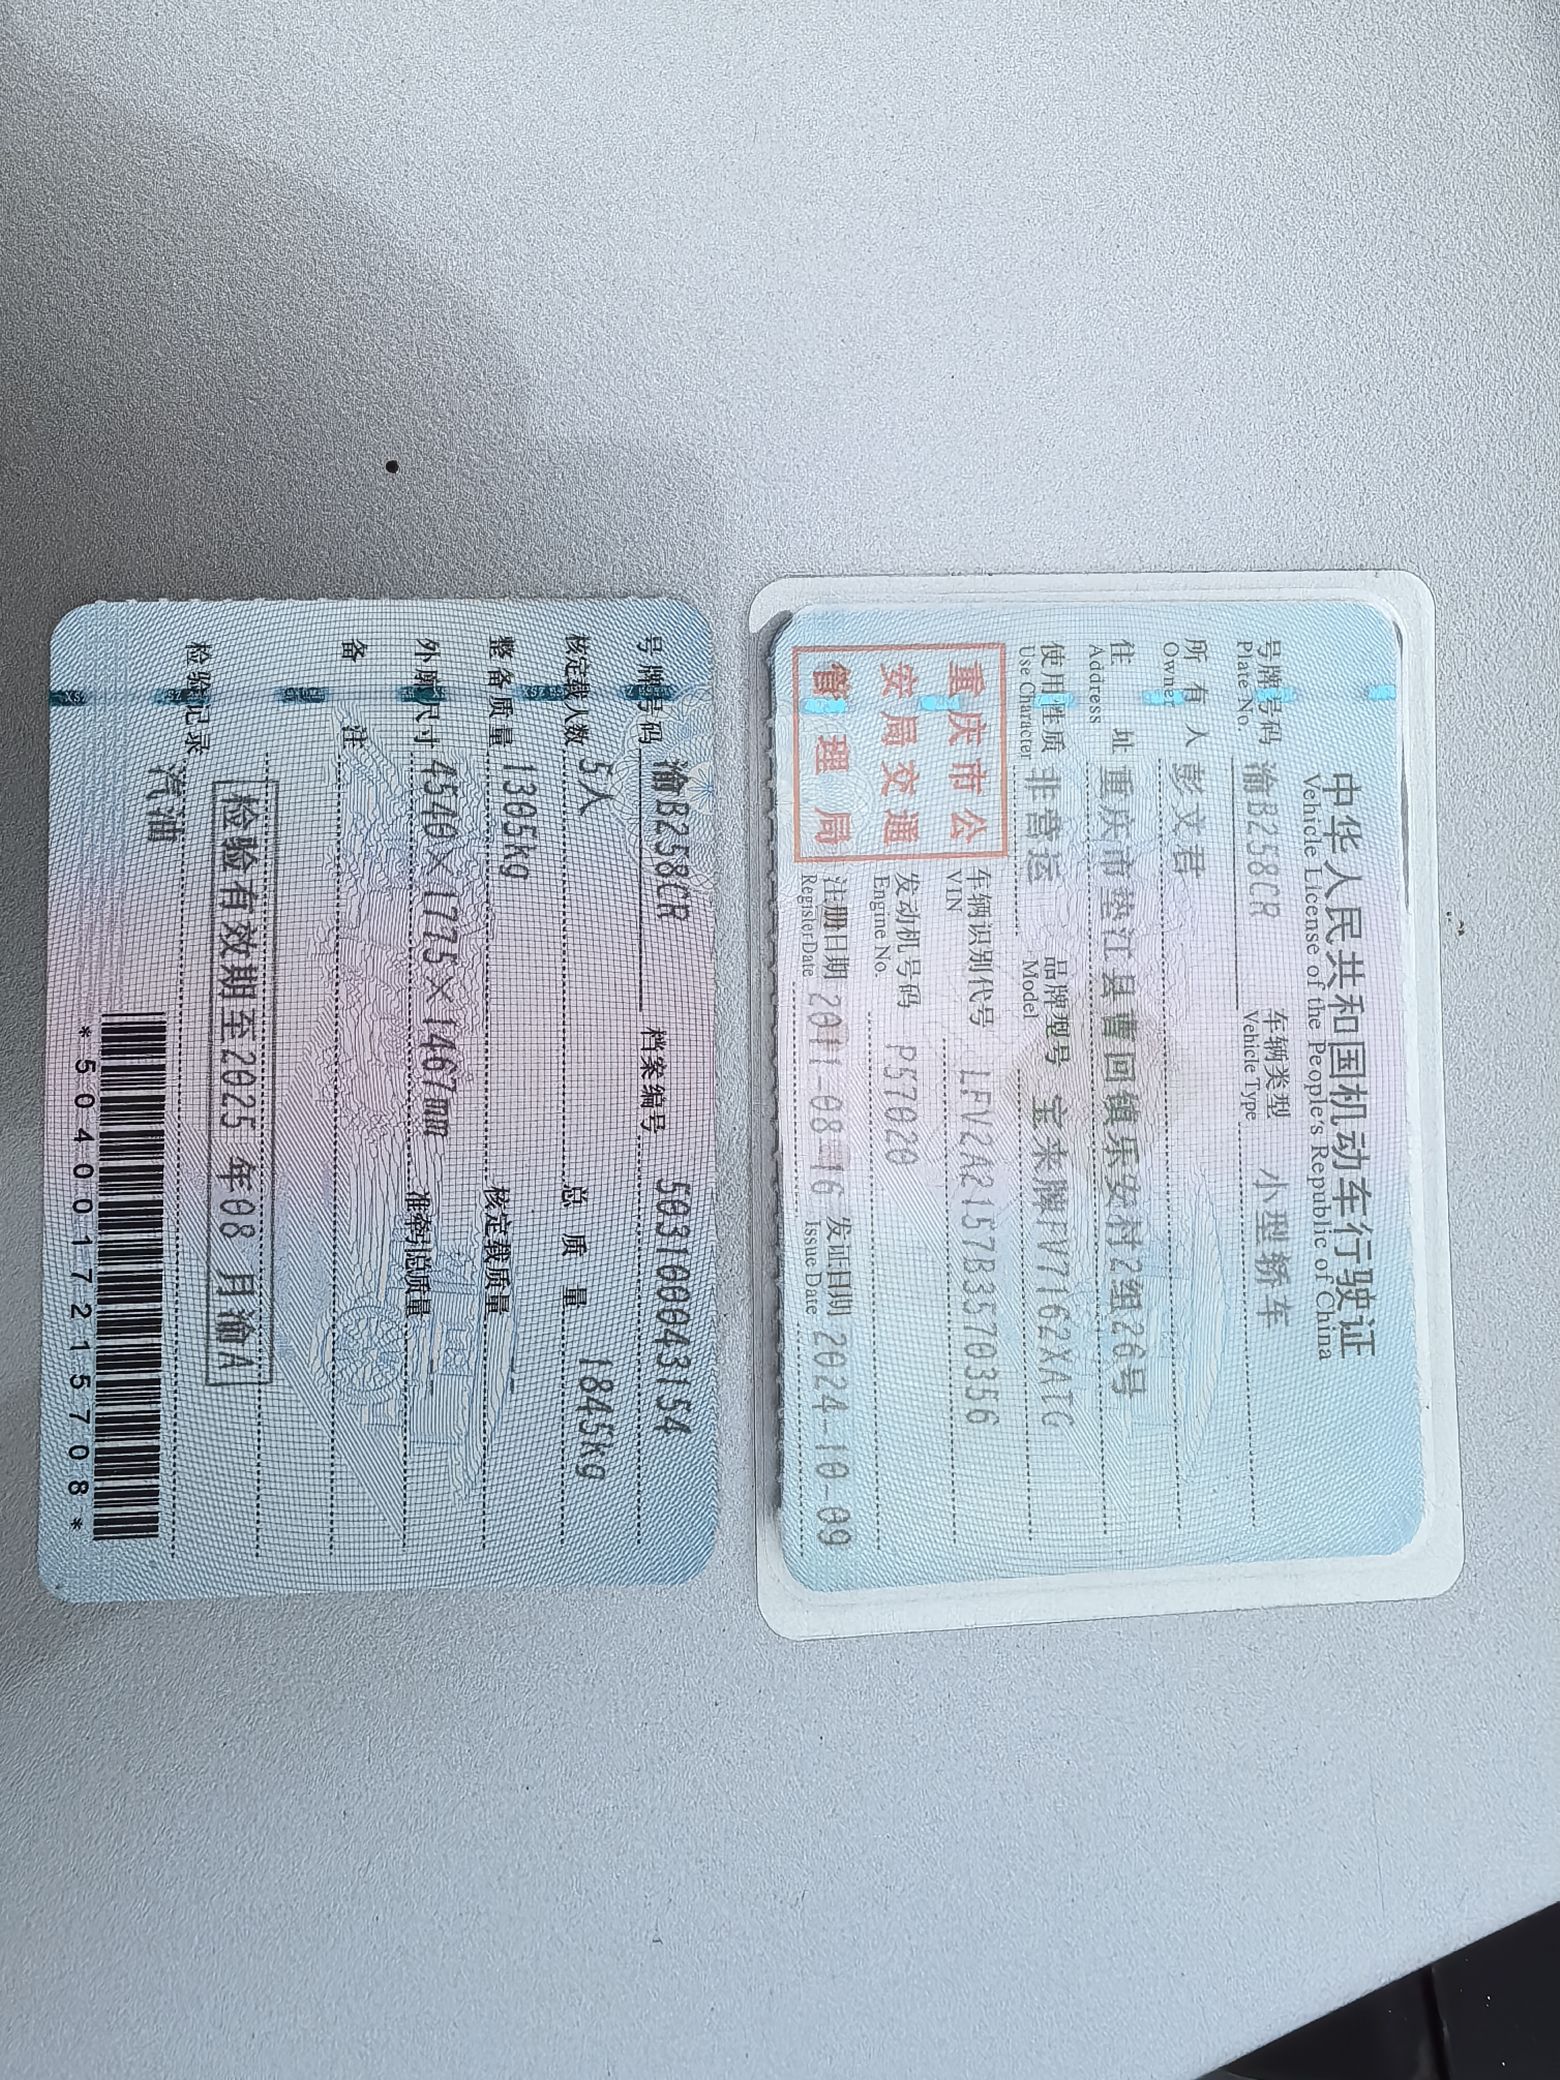 中华人民共和国机动车行驶证
Vehicle License of the People's Republic of China
号牌号码 渝B258CR 车辆类型 小型轿车
Plate No. Vehicle Type
所有人 彭文君
Owner
住址 重庆市垫江县曹回镇乐安村2组26号
Address
使用性质 非营运 品牌型号 宝来牌FV7162XATG
Use Character Model
重庆市公
安局交通
管理局
车辆识别代号 LFV2A2157B3570356
VIN
发动机号码 P57020
Engine No.
注册日期 2011-08-16 发证日期 2024-10-09
Register Date Issue Date
号牌号码 渝B258CR 档案编号 503100043154
核定载人数 5人 总质量 1845kg
整备质量 1305kg 核定载质量
外廓尺寸 4540×1775×1467mm 准牵引总质量
备注
检验有效期至2025年08月渝A
检验记录
汽油
*5040017215708*